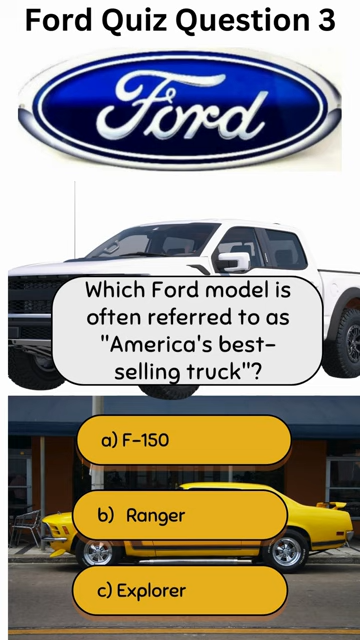 Ford Quiz Question 3
Ford
Which Ford model is
often referred to as
"America's best-
selling truck"?
a) F-150
b) Ranger
c) Explorer